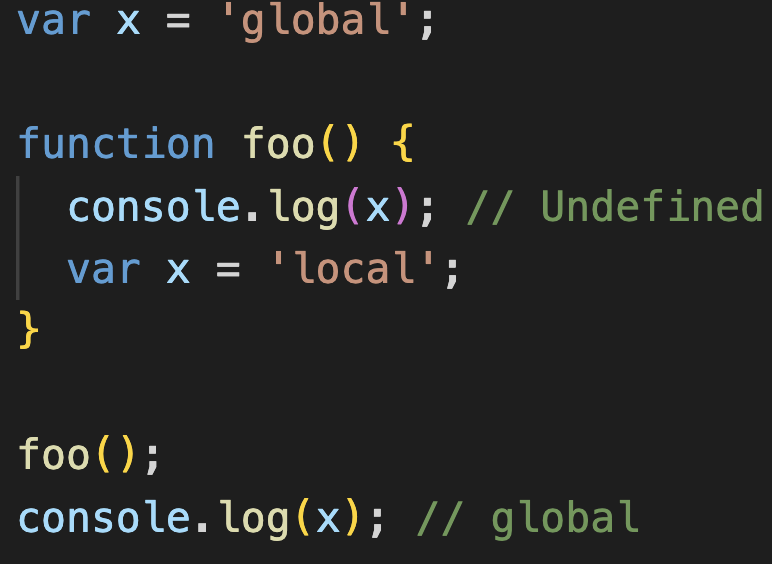 var x = 'global';
function foo() {
  console.log(x); // Undefined
  var x = 'local';
}
foo();
console.log(x); // global